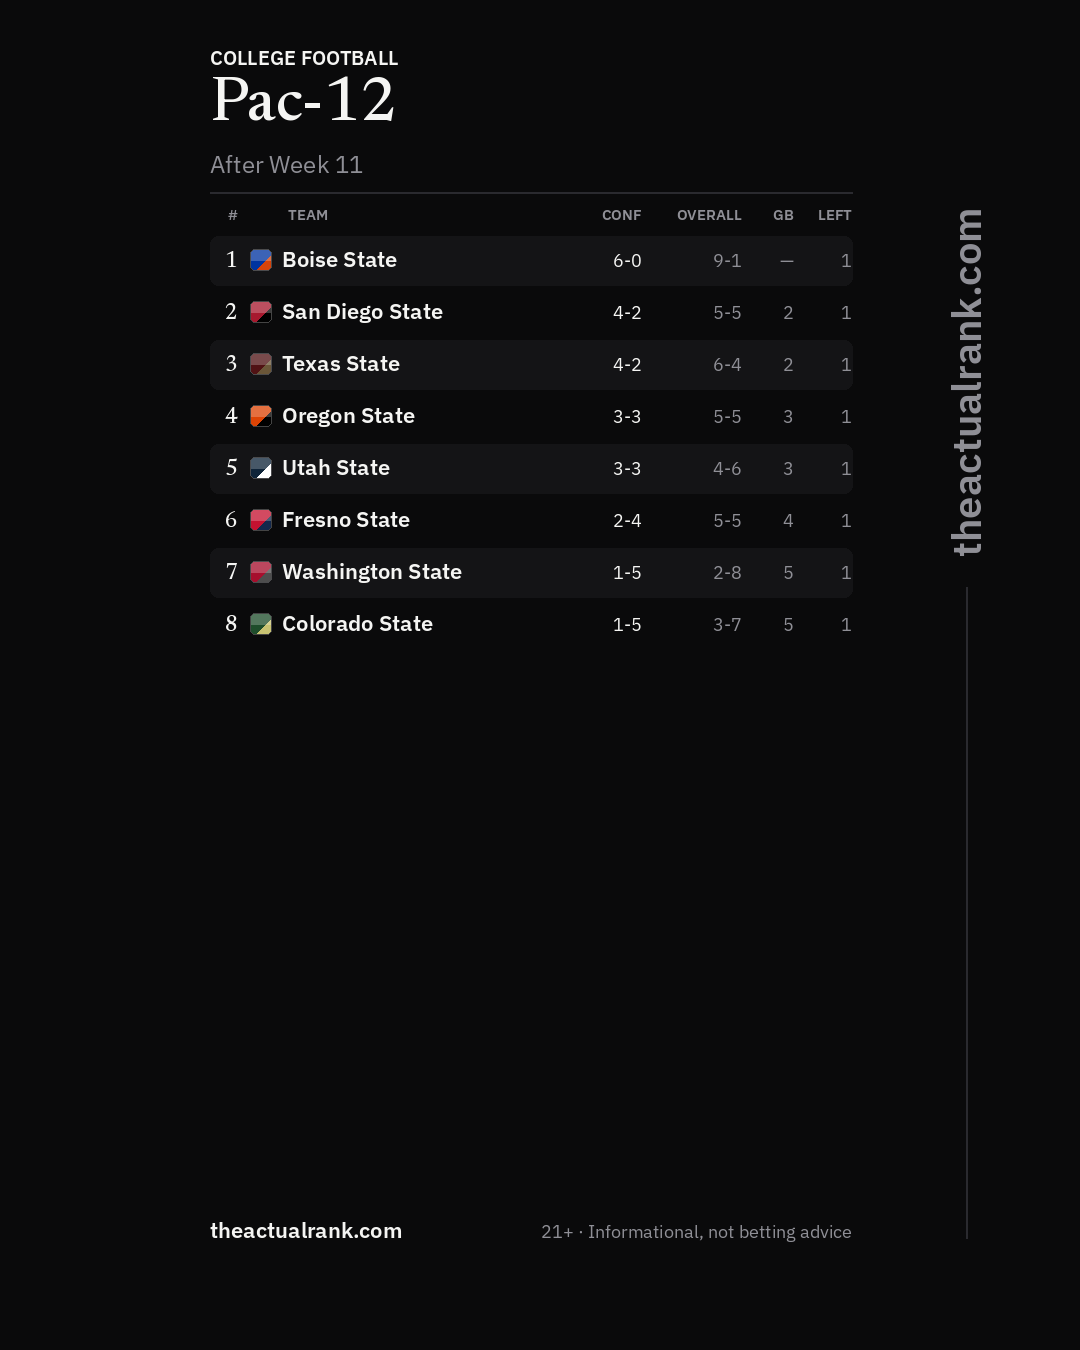 COLLEGE FOOTBALL
Pac-12
After Week 11
# TEAM CONF OVERALL GB LEFT
1 Boise State 6-0 9-1 — 1
2 San Diego State 4-2 5-5 2 1
3 Texas State 4-2 6-4 2 1
4 Oregon State 3-3 5-5 3 1
5 Utah State 3-3 4-6 3 1
6 Fresno State 2-4 5-5 4 1
7 Washington State 1-5 2-8 5 1
8 Colorado State 1-5 3-7 5 1
theactualrank.com
theactualrank.com 21+ · Informational, not betting advice